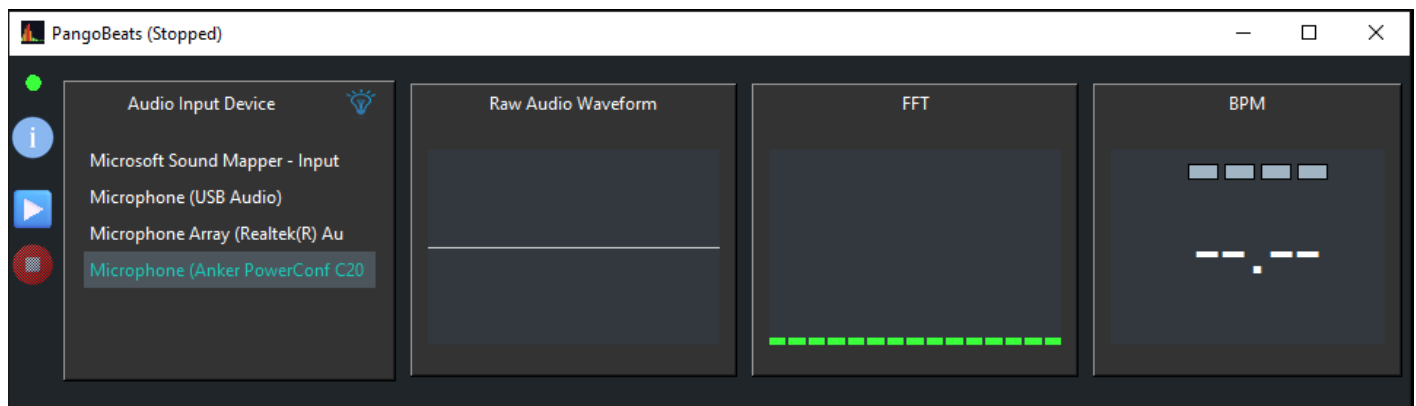 PangoBeats (Stopped)
Audio Input Device
Microsoft Sound Mapper - Input
Microphone (USB Audio)
Microphone Array (Realtek(R) Au
Microphone (Anker PowerConf C20
Raw Audio Waveform
FFT
BPM
--.--